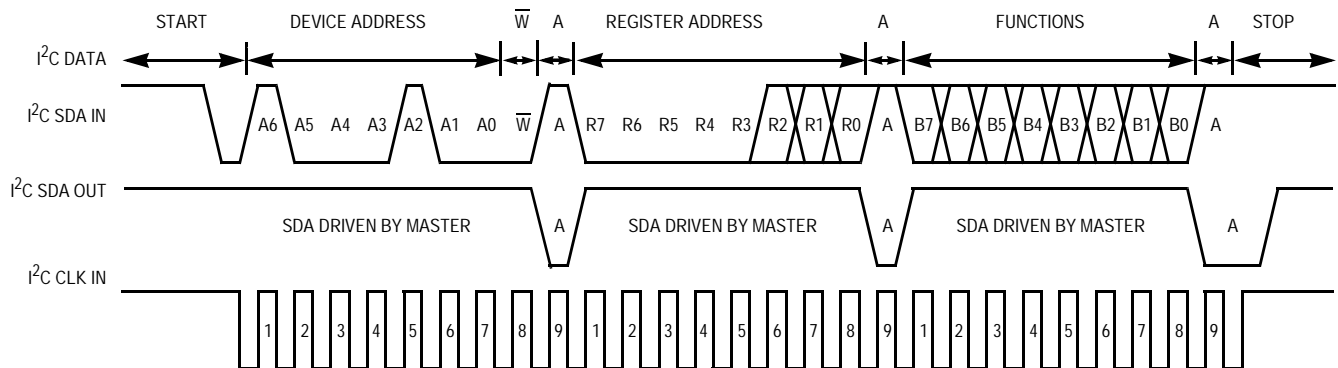 START DEVICE ADDRESS W̅ A REGISTER ADDRESS A FUNCTIONS A STOP
I²C DATA
I²C SDA IN A6 A5 A4 A3 A2 A1 A0 W̅ A R7 R6 R5 R4 R3 R2 R1 R0 A B7 B6 B5 B4 B3 B2 B1 B0 A
I²C SDA OUT
SDA DRIVEN BY MASTER A SDA DRIVEN BY MASTER A SDA DRIVEN BY MASTER A
I²C CLK IN
1 2 3 4 5 6 7 8 9 1 2 3 4 5 6 7 8 9 1 2 3 4 5 6 7 8 9